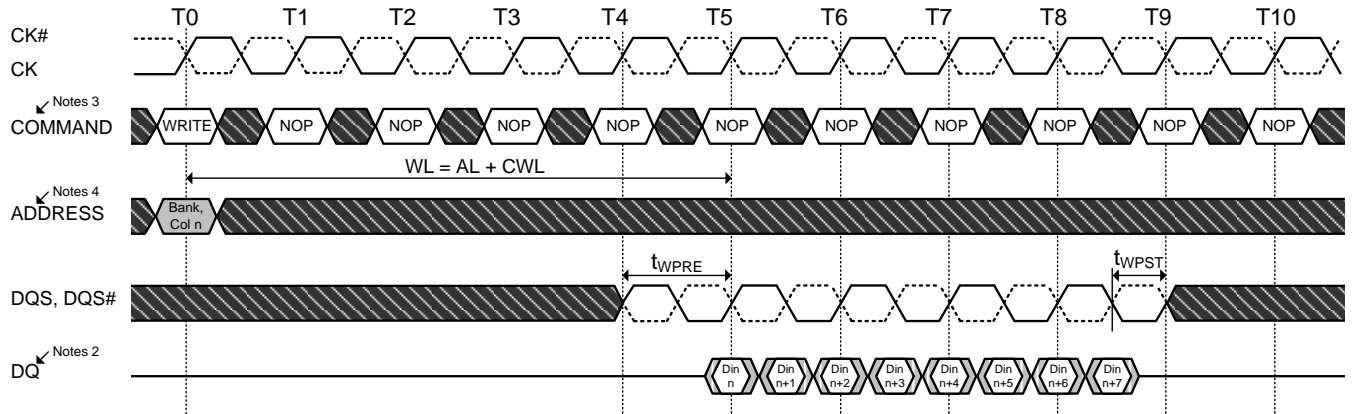 T0 T1 T2 T3 T4 T5 T6 T7 T8 T9 T10
CK#
CK
Notes 3
COMMAND WRITE NOP NOP NOP NOP NOP NOP NOP NOP NOP NOP
WL = AL + CWL
Notes 4
ADDRESS Bank,
Col n
tWPRE tWPST
DQS, DQS#
Notes 2
DQ Din Din Din Din Din Din Din Din
n n+1 n+2 n+3 n+4 n+5 n+6 n+7